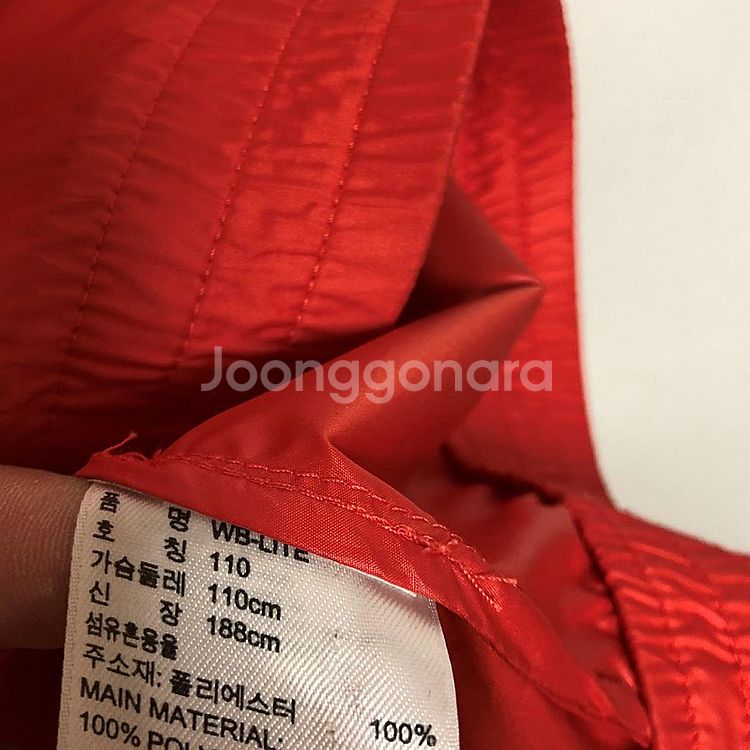 Joonggonara
품 명 WB-LITE
호 칭 110
가슴둘레 110cm
신 장 188cm
섬유혼용율
주소재: 폴리에스터 100%
MAIN MATERIAL:
100%